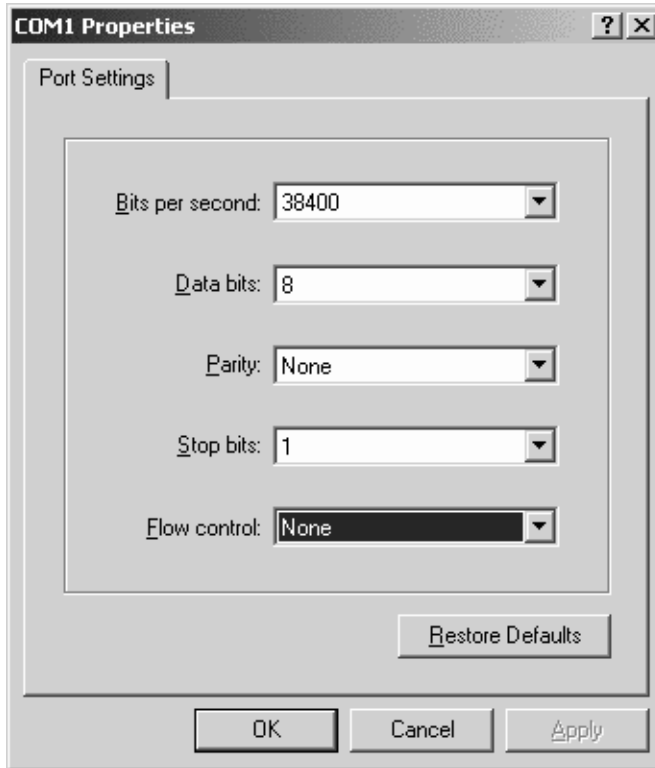 COM1 Properties ? X
Port Settings
Bits per second: 38400
Data bits: 8
Parity: None
Stop bits: 1
Flow control: None
Restore Defaults
OK Cancel Apply